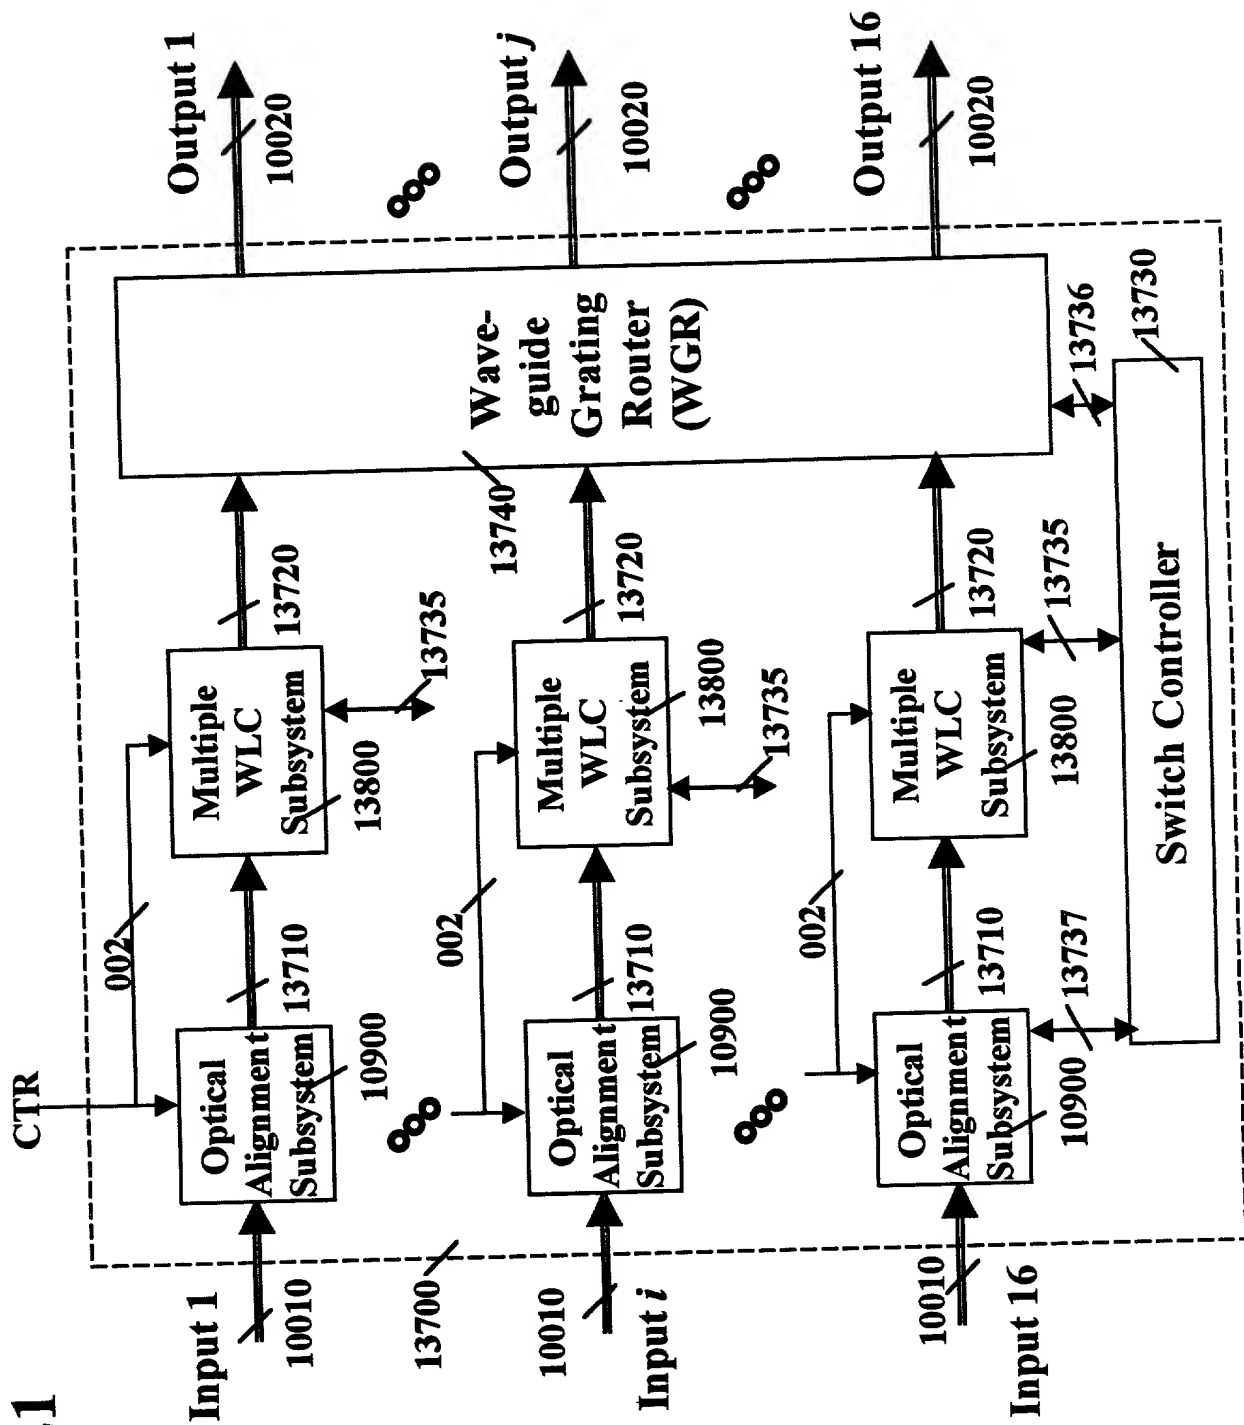 CTR
Input 1
10010
Optical
Alignment
Subsystem
10900
002
13710
Multiple
WLC
Subsystem
13800
13735
13720
Output 1
10020
13700
Input i
10010
Optical
Alignment
Subsystem
10900
002
13710
Multiple
WLC
Subsystem
13800
13735
13720
13740
Wave-
guide
Grating
Router
(WGR)
Output j
10020
Input 16
10010
Optical
Alignment
Subsystem
10900
002
13710
Multiple
WLC
Subsystem
13800
13735
13720
Output 16
10020
13737
13736
13730
Switch Controller